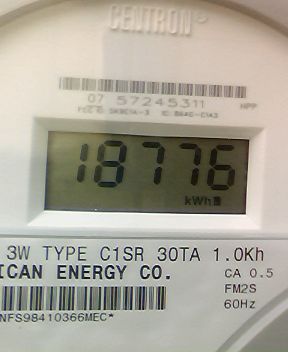 CENTRON
07 57245311
HPP
18776
kWh
3W TYPE C1SR 30TA 1.0Kh
ICAN ENERGY CO.
CA 0.5
FM2S
60Hz
NFS98410366MEC*